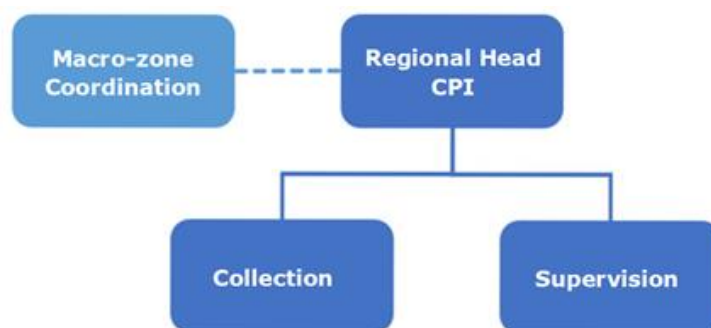 Macro-zone
Coordination
Regional Head
CPI
Collection
Supervision